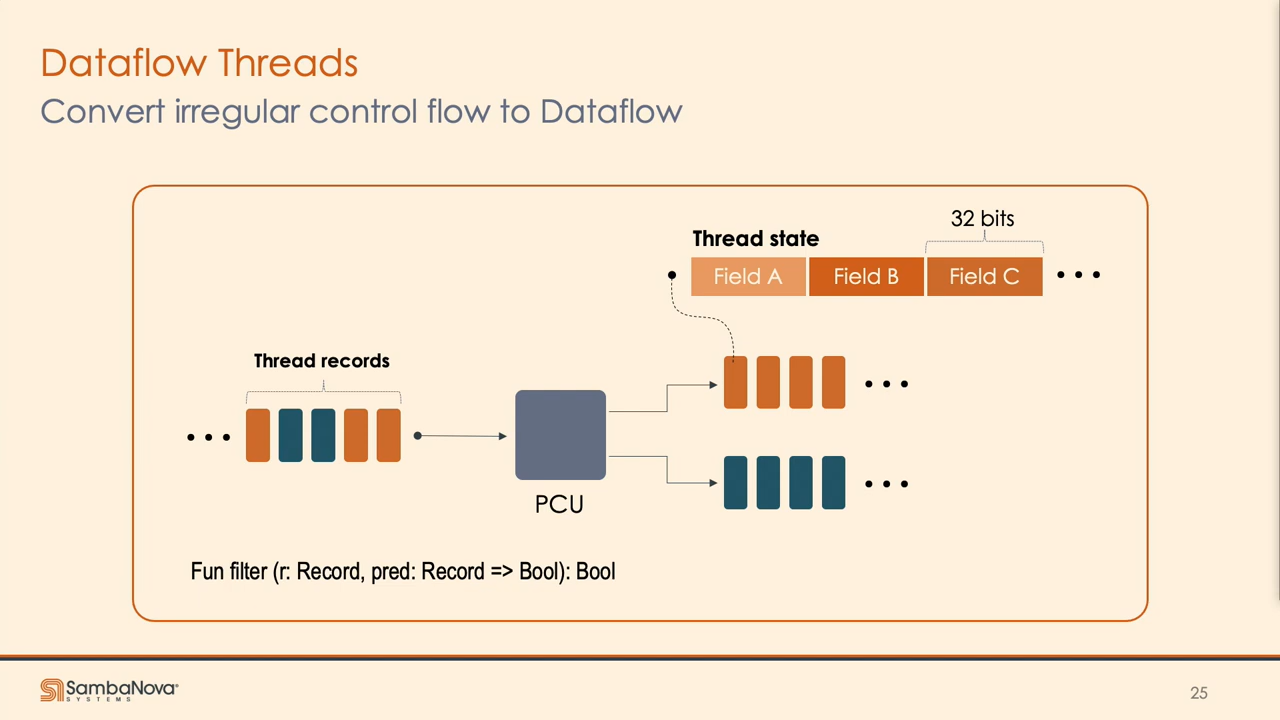 Dataflow Threads
Convert irregular control flow to Dataflow
32 bits
Thread state
Field A
Field B
Field C
Thread records
PCU
Fun filter (r: Record, pred: Record => Bool): Bool
SambaNova
SYSTEMS
25